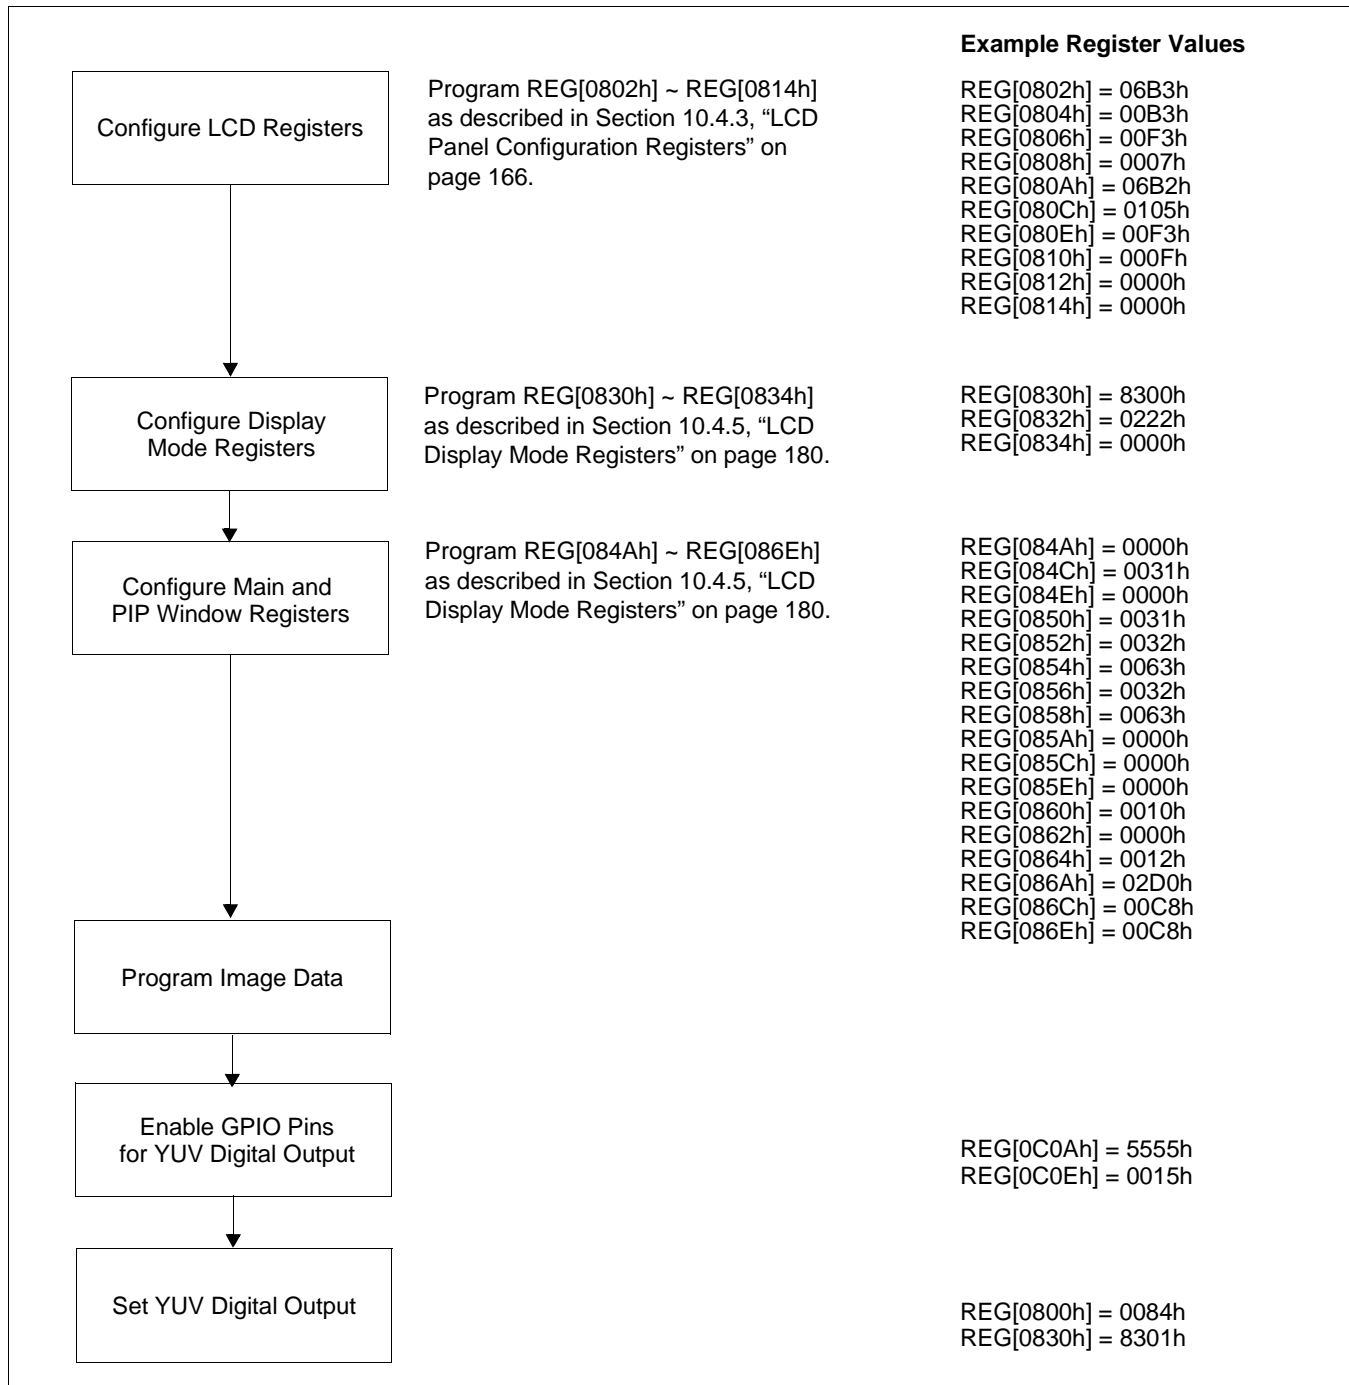 Example Register Values
Configure LCD Registers
Program REG[0802h] ~ REG[0814h]
as described in Section 10.4.3, “LCD
Panel Configuration Registers” on
page 166.
REG[0802h] = 06B3h
REG[0804h] = 00B3h
REG[0806h] = 00F3h
REG[0808h] = 0007h
REG[080Ah] = 06B2h
REG[080Ch] = 0105h
REG[080Eh] = 00F3h
REG[0810h] = 000Fh
REG[0812h] = 0000h
REG[0814h] = 0000h
Configure Display
Mode Registers
Program REG[0830h] ~ REG[0834h]
as described in Section 10.4.5, “LCD
Display Mode Registers” on page 180.
REG[0830h] = 8300h
REG[0832h] = 0222h
REG[0834h] = 0000h
Configure Main and
PIP Window Registers
Program REG[084Ah] ~ REG[086Eh]
as described in Section 10.4.5, “LCD
Display Mode Registers” on page 180.
REG[084Ah] = 0000h
REG[084Ch] = 0031h
REG[084Eh] = 0000h
REG[0850h] = 0031h
REG[0852h] = 0032h
REG[0854h] = 0063h
REG[0856h] = 0032h
REG[0858h] = 0063h
REG[085Ah] = 0000h
REG[085Ch] = 0000h
REG[085Eh] = 0000h
REG[0860h] = 0010h
REG[0862h] = 0000h
REG[0864h] = 0012h
REG[086Ah] = 02D0h
REG[086Ch] = 00C8h
REG[086Eh] = 00C8h
Program Image Data
Enable GPIO Pins
for YUV Digital Output
REG[0C0Ah] = 5555h
REG[0C0Eh] = 0015h
Set YUV Digital Output
REG[0800h] = 0084h
REG[0830h] = 8301h